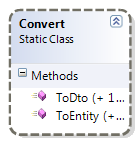 Convert
Static Class
Methods
ToDto (+ 1...
ToEntity (+...